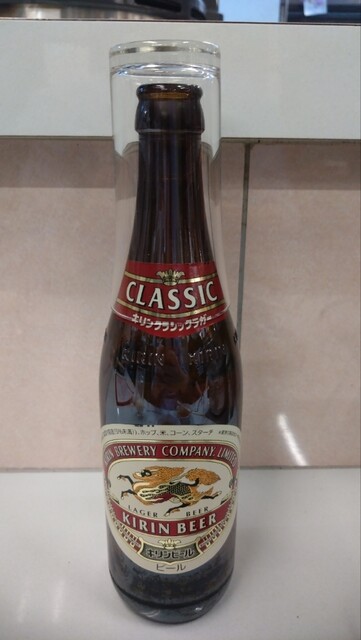 CLASSIC
キリンクラシックラガー
ホップ、米、コーン、スターチ
BREWERY COMPANY, LIMITED
LAGER BEER
KIRIN BEER
キリンビール
ビール